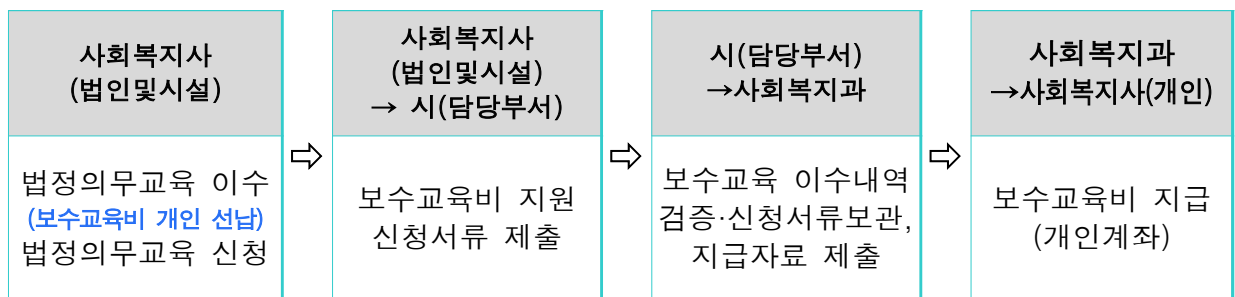 사회복지사
(법인및시설)
법정의무교육 이수
(보수교육비 개인 선납)
법정의무교육 신청
⇨
사회복지사
(법인및시설)
→ 시(담당부서)
보수교육비 지원
신청서류 제출
⇨
시(담당부서)
→사회복지과
보수교육 이수내역
검증·신청서류보관,
지급자료 제출
⇨
사회복지과
→사회복지사(개인)
보수교육비 지급
(개인계좌)